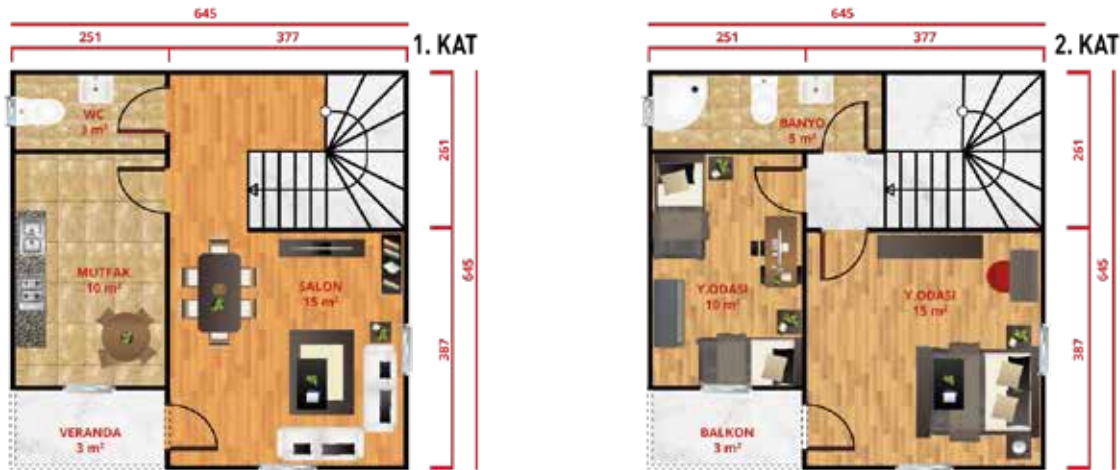 645
251
377
1. KAT
WC
3 m²
MUTFAK
10 m²
SALON
15 m²
VERANDA
3 m²
261
387
645
645
251
377
2. KAT
BANYO
5 m²
Y.ODASI
10 m²
Y.ODASI
15 m²
BALKON
3 m²
261
387
645